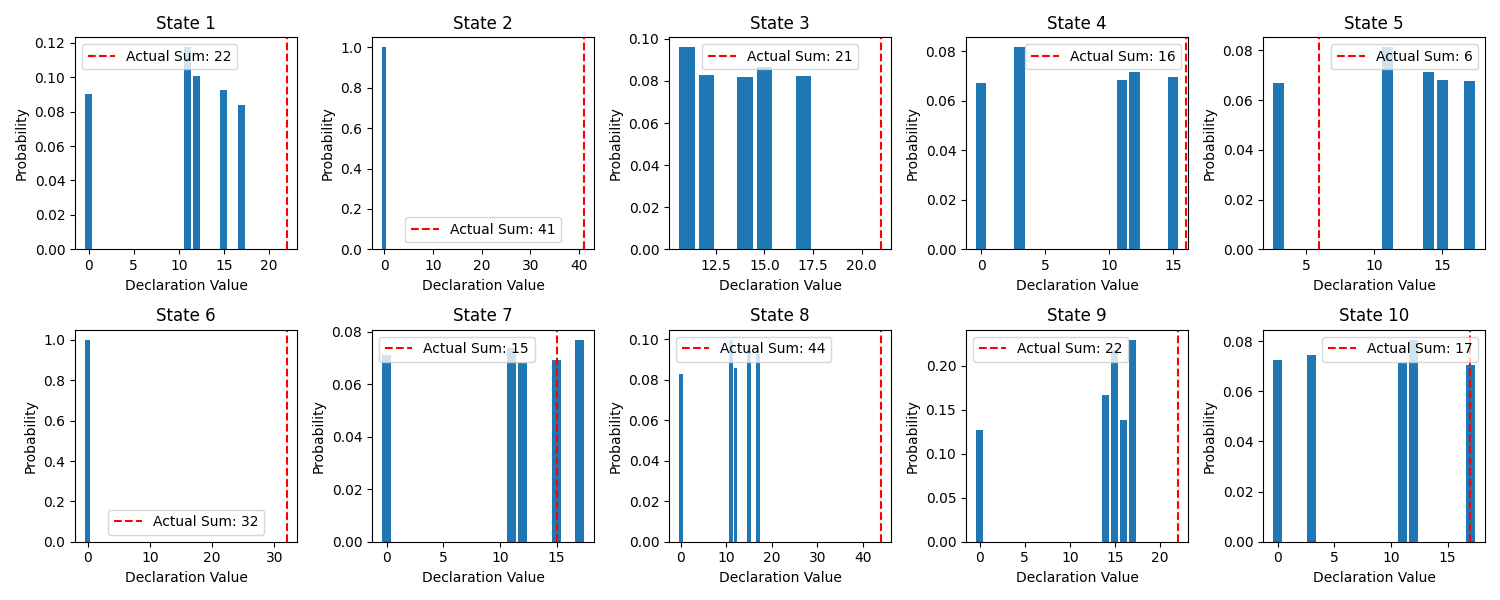 State 1
Probability
0.12
0.10
0.08
0.06
0.04
0.02
0.00
Actual Sum: 22
0 5 10 15 20
Declaration Value
State 2
Probability
1.0
0.8
0.6
0.4
0.2
0.0
Actual Sum: 41
0 10 20 30 40
Declaration Value
State 3
Probability
0.10
0.08
0.06
0.04
0.02
0.00
Actual Sum: 21
12.5 15.0 17.5 20.0
Declaration Value
State 4
Probability
0.08
0.06
0.04
0.02
0.00
Actual Sum: 16
0 5 10 15
Declaration Value
State 5
Probability
0.08
0.06
0.04
0.02
0.00
Actual Sum: 6
5 10 15
Declaration Value
State 6
Probability
1.0
0.8
0.6
0.4
0.2
0.0
Actual Sum: 32
0 10 20 30
Declaration Value
State 7
Probability
0.08
0.06
0.04
0.02
0.00
Actual Sum: 15
0 5 10 15
Declaration Value
State 8
Probability
0.10
0.08
0.06
0.04
0.02
0.00
Actual Sum: 44
0 10 20 30 40
Declaration Value
State 9
Probability
0.20
0.15
0.10
0.05
0.00
Actual Sum: 22
0 5 10 15 20
Declaration Value
State 10
Probability
0.08
0.06
0.04
0.02
0.00
Actual Sum: 17
0 5 10 15
Declaration Value